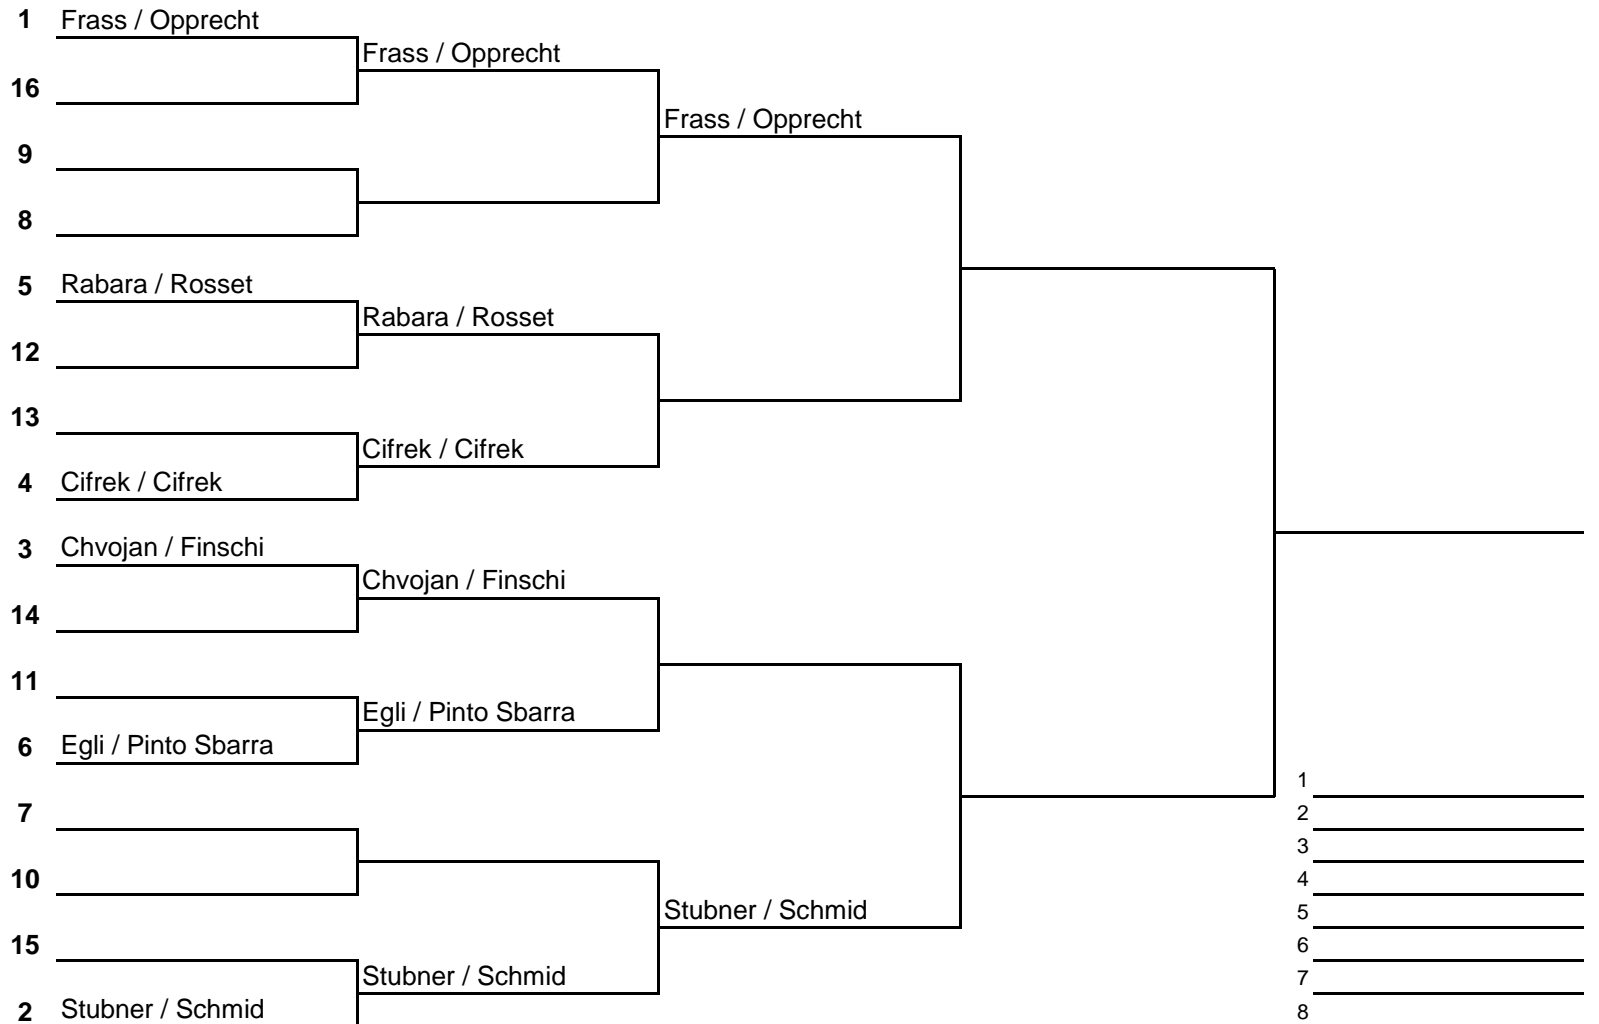 1 Frass / Opprecht
Frass / Opprecht
16
Frass / Opprecht
9
8
5 Rabara / Rosset
Rabara / Rosset
12
13
Cifrek / Cifrek
4 Cifrek / Cifrek
3 Chvojan / Finschi
Chvojan / Finschi
14
11
Egli / Pinto Sbarra
6 Egli / Pinto Sbarra
1
7
2
3
10
4
Stubner / Schmid
5
15
6
Stubner / Schmid
7
2 Stubner / Schmid
8